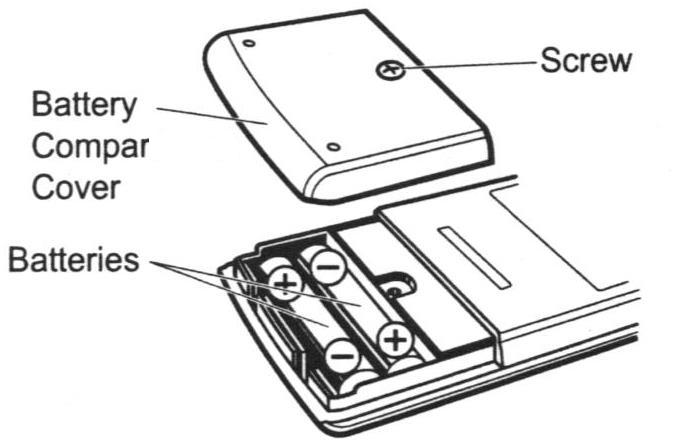 Screw
Battery
Compar
Cover
Batteries
+
−
−
+